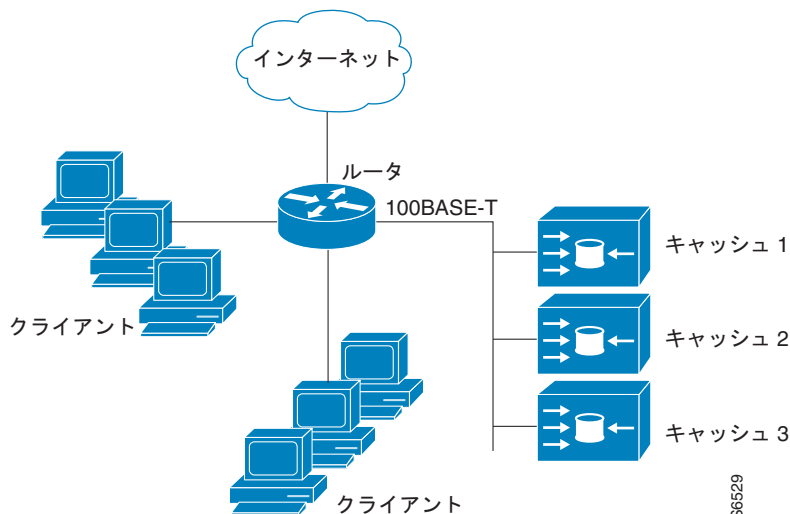 インターネット
ルータ
100BASE-T
キャッシュ 1
クライアント
キャッシュ 2
キャッシュ 3
クライアント